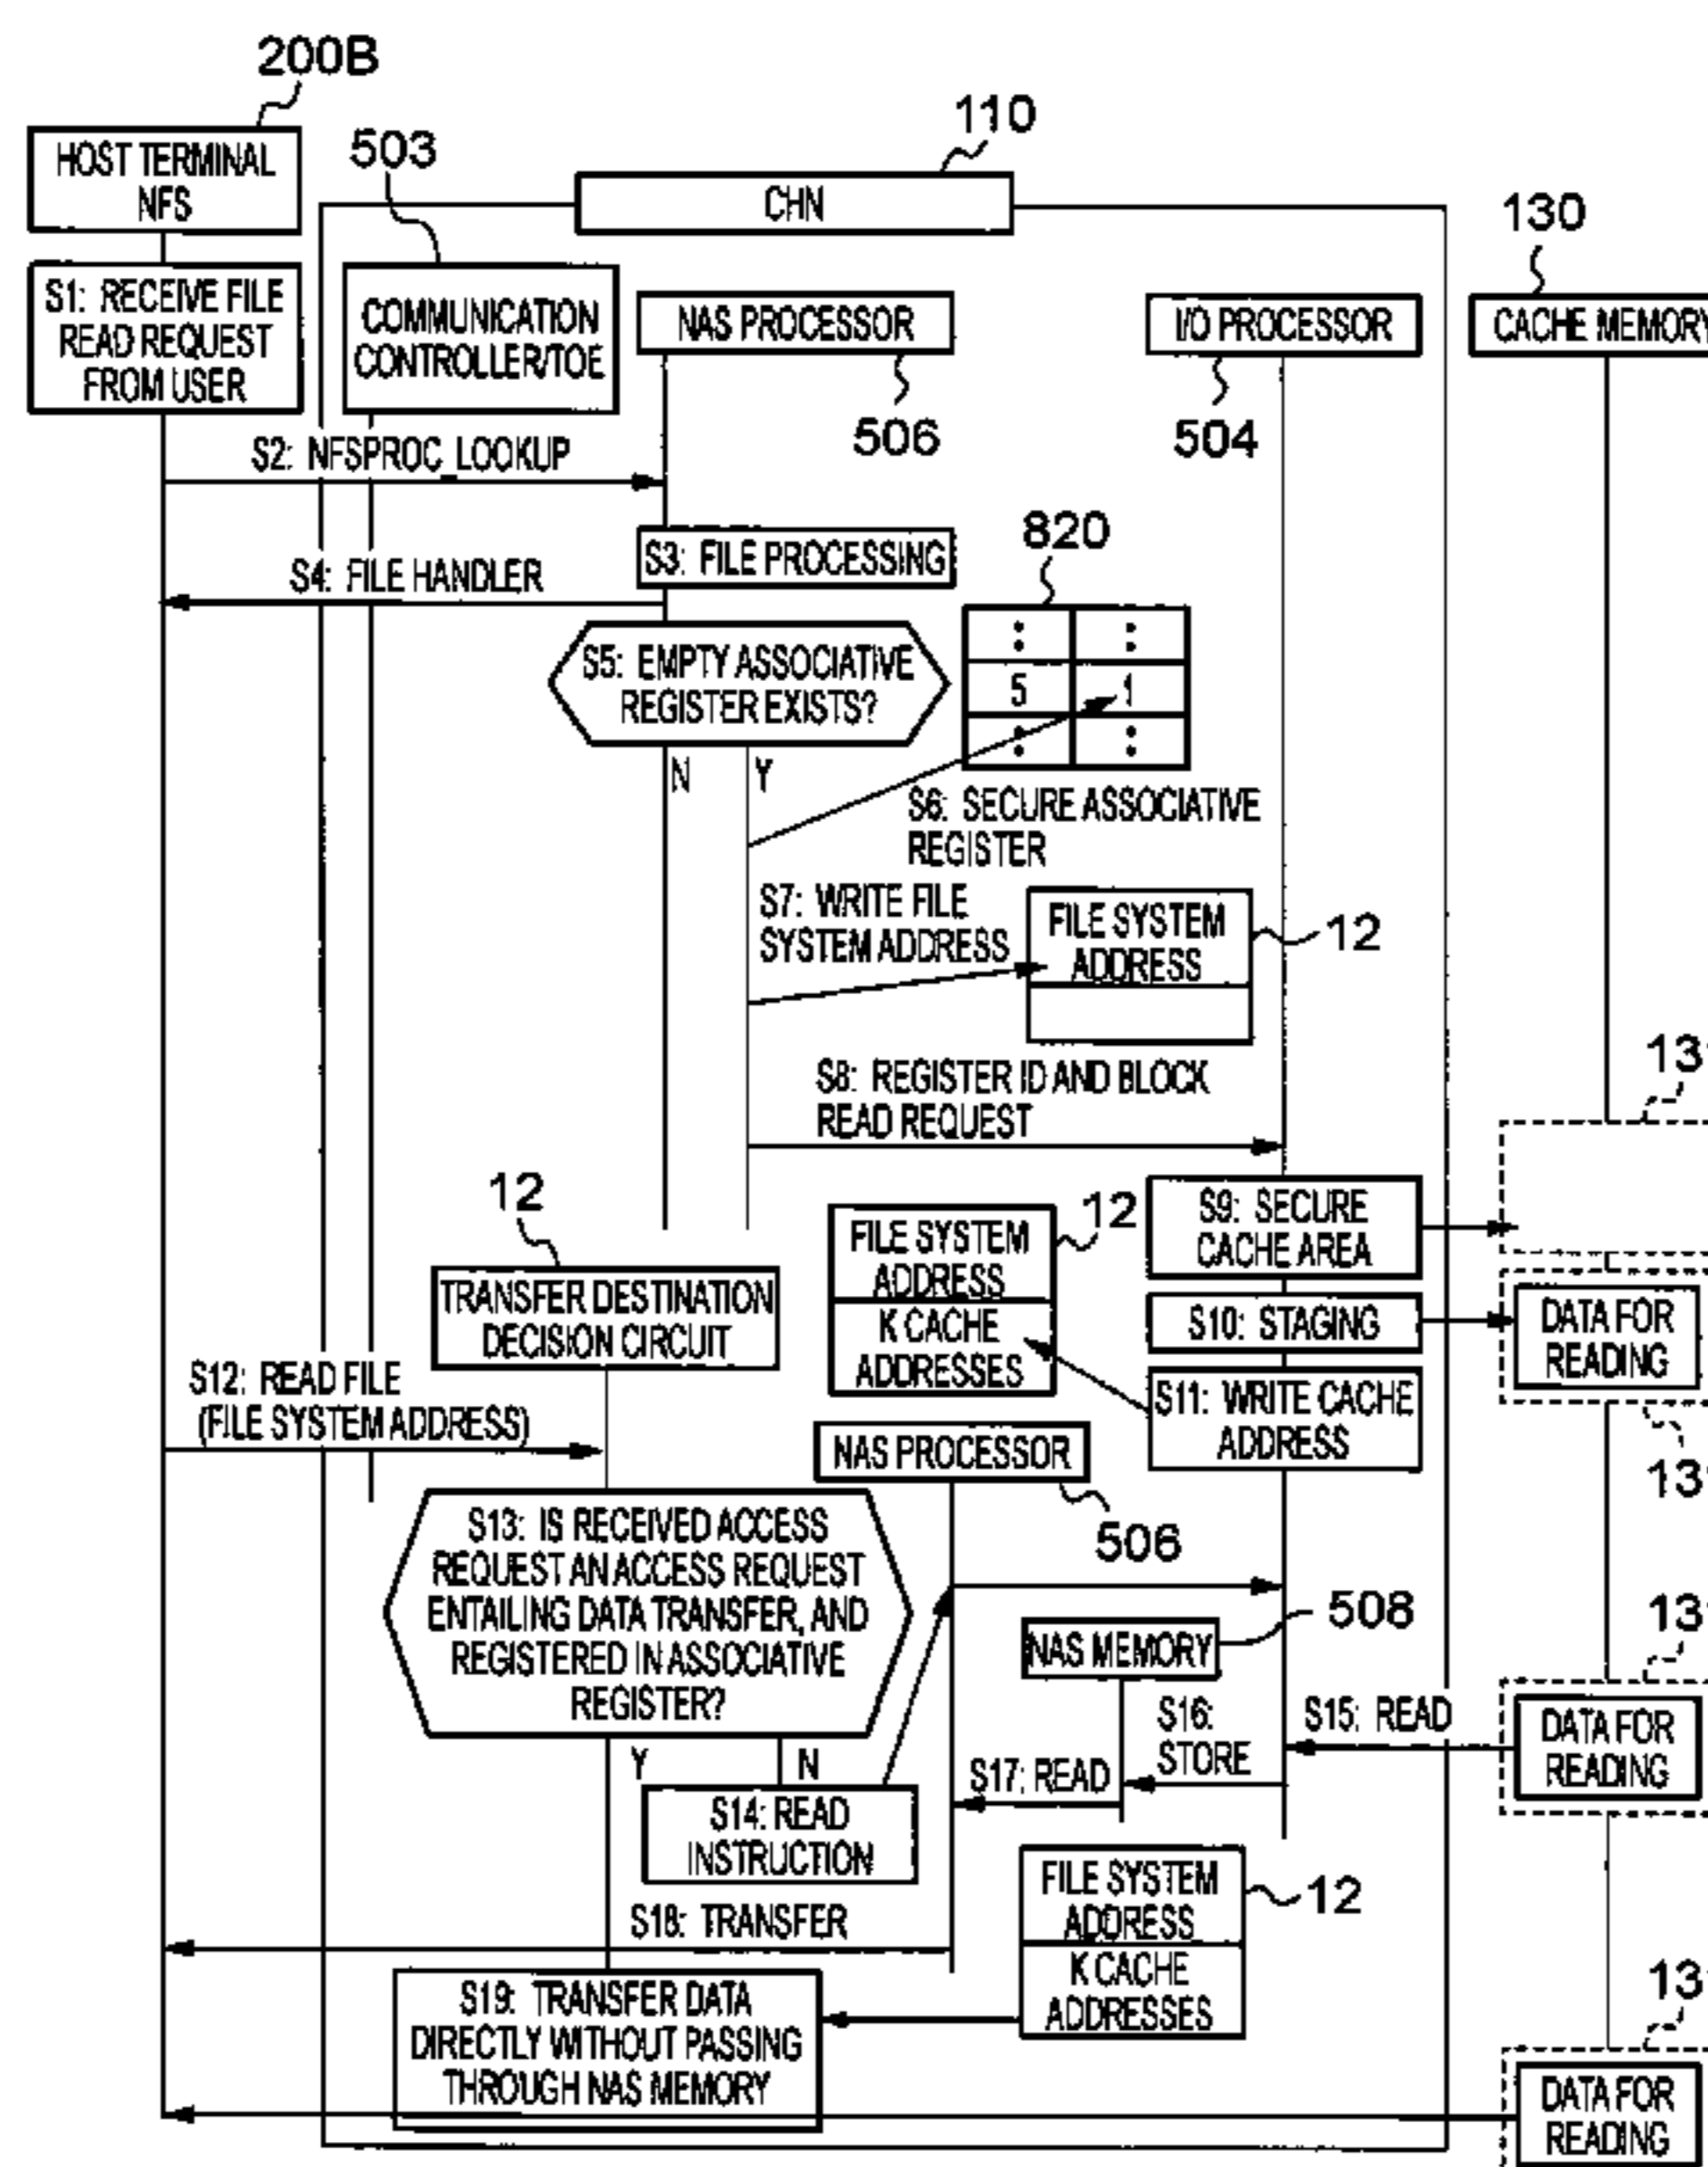 200B
HOST TERMINAL
NFS
503
110
CHN
130
S1: RECEIVE FILE
READ REQUEST
FROM USER
COMMUNICATION
CONTROLLER/TOE
NAS PROCESSOR
506
I/O PROCESSOR
504
CACHE MEMORY
S2: NFSPROC_LOOKUP
S3: FILE PROCESSING
S4: FILE HANDLER
820
S5: EMPTY ASSOCIATIVE
REGISTER EXISTS?
5 1
N Y
S6: SECURE ASSOCIATIVE
REGISTER
S7: WRITE FILE
SYSTEM ADDRESS
FILE SYSTEM
ADDRESS
12
S8: REGISTER ID AND BLOCK
READ REQUEST
13
12
TRANSFER DESTINATION
DECISION CIRCUIT
FILE SYSTEM
ADDRESS
K CACHE
ADDRESSES
12
S9: SECURE
CACHE AREA
S10: STAGING
DATA FOR
READING
S11: WRITE CACHE
ADDRESS
13
S12: READ FILE
(FILE SYSTEM ADDRESS)
NAS PROCESSOR
506
S13: IS RECEIVED ACCESS
REQUEST AN ACCESS REQUEST
ENTAILING DATA TRANSFER, AND
REGISTERED IN ASSOCIATIVE
REGISTER?
Y N
NAS MEMORY
508
13
S14: READ
INSTRUCTION
S15: READ
DATA FOR
READING
S16:
STORE
S17: READ
S18: TRANSFER
FILE SYSTEM
ADDRESS
K CACHE
ADDRESSES
12
S19: TRANSFER DATA
DIRECTLY WITHOUT PASSING
THROUGH NAS MEMORY
13
DATA FOR
READING